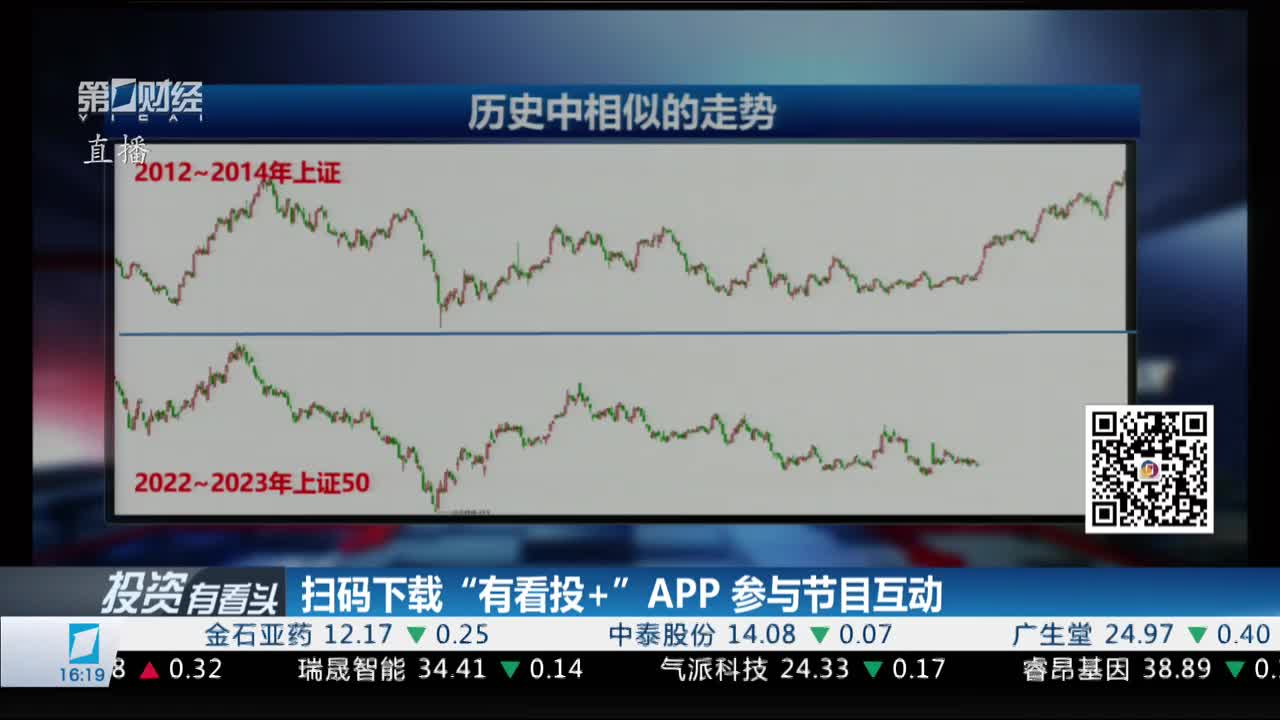 第一财经
YICAI
直播
历史中相似的走势
2012~2014年上证
2022~2023年上证50
投资有看头
扫码下载“有看投+”APP 参与节目互动
金石亚药 12.17 ▼ 0.25 中泰股份 14.08 ▼ 0.07 广生堂 24.97 ▼ 0.40
16:19
8 ▲ 0.32 瑞晟智能 34.41 ▼ 0.14 气派科技 24.33 ▼ 0.17 睿昂基因 38.89 ▼ 0.